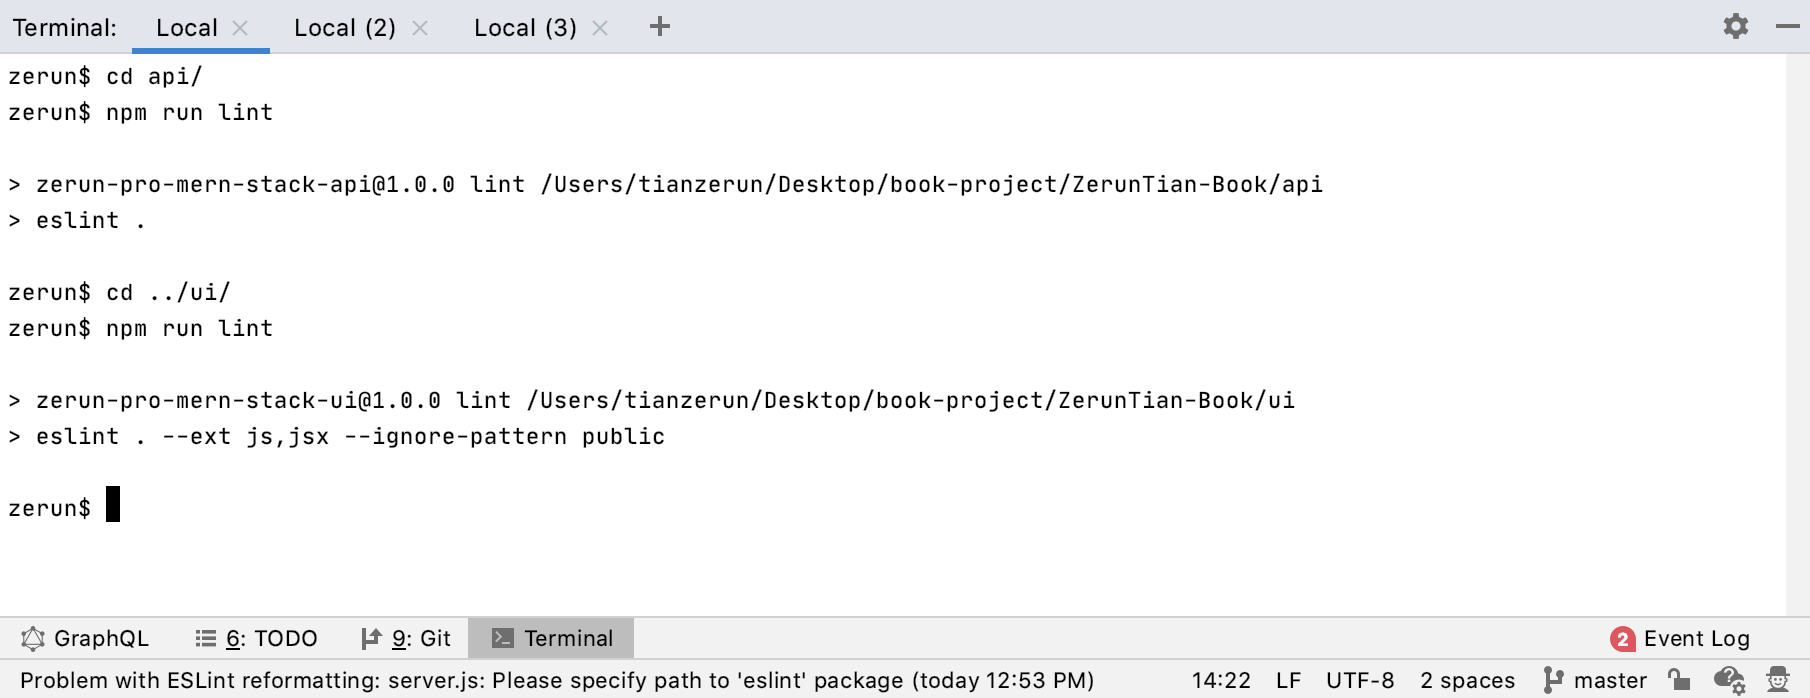 Terminal: Local Local (2) Local (3)
zerun$ cd api/
zerun$ npm run lint
> zerun-pro-mern-stack-api@1.0.0 lint /Users/tianzerun/Desktop/book-project/ZerunTian-Book/api
> eslint .
zerun$ cd ../ui/
zerun$ npm run lint
> zerun-pro-mern-stack-ui@1.0.0 lint /Users/tianzerun/Desktop/book-project/ZerunTian-Book/ui
> eslint . --ext js,jsx --ignore-pattern public
zerun$
GraphQL 6: TODO 9: Git Terminal 2 Event Log
Problem with ESLint reformatting: server.js: Please specify path to 'eslint' package (today 12:53 PM) 14:22 LF UTF-8 2 spaces master